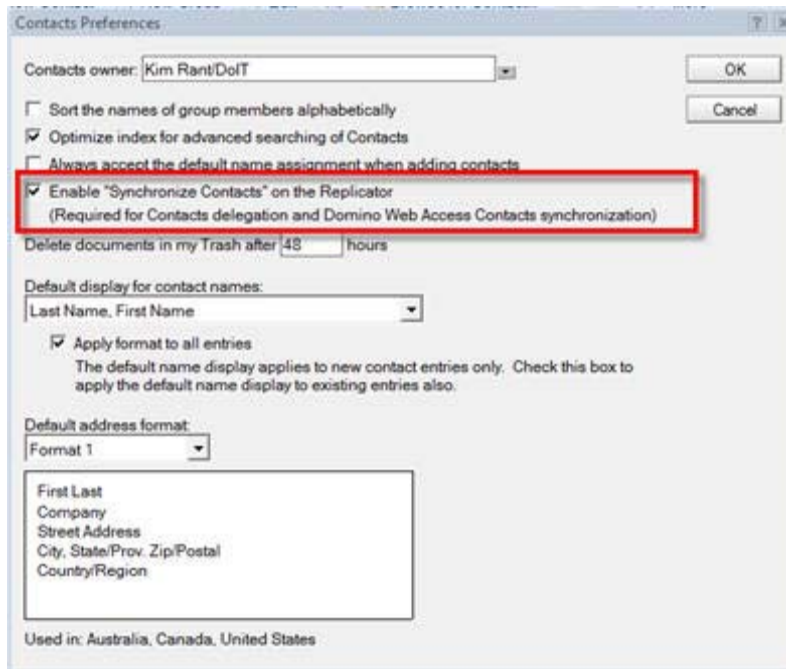 Contacts Preferences
Contacts owner: Kim Rant/DoIT
OK
Sort the names of group members alphabetically
Cancel
Optimize index for advanced searching of Contacts
Always accept the default name assignment when adding contacts
Enable "Synchronize Contacts" on the Replicator
(Required for Contacts delegation and Domino Web Access Contacts synchronization)
Delete documents in my Trash after 48 hours
Default display for contact names:
Last Name, First Name
Apply format to all entries
The default name display applies to new contact entries only. Check this box to
apply the default name display to existing entries also.
Default address format:
Format 1
First Last
Company
Street Address
City, State/Prov. Zip/Postal
Country/Region
Used in: Australia, Canada, United States